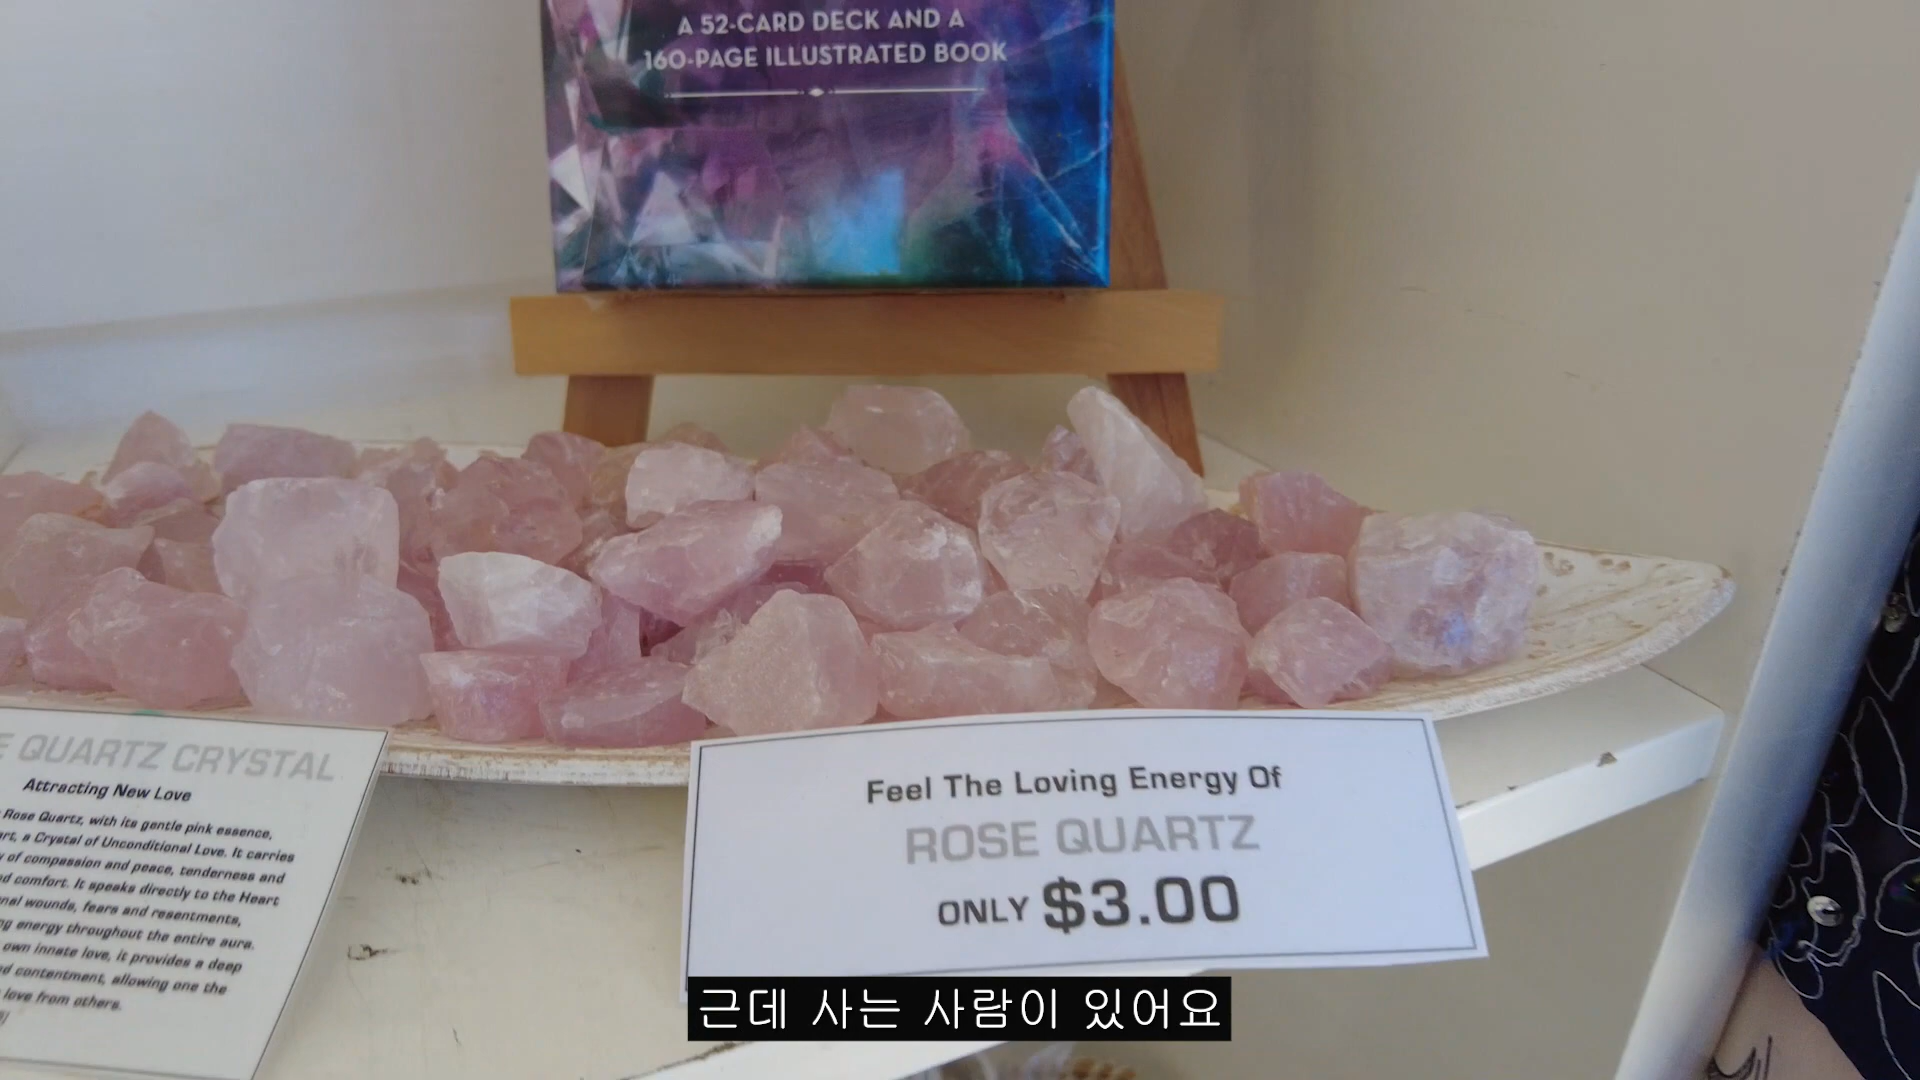 A 52-CARD DECK AND A
160-PAGE ILLUSTRATED BOOK
QUARTZ CRYSTAL
Attracting New Love
Rose Quartz, with its gentle pink essence,
a Crystal of Unconditional Love. It carries
of compassion and peace, tenderness and
comfort. It speaks directly to the Heart
wounds, fears and resentments,
energy throughout the entire aura.
own innate love, it provides a deep
contentment, allowing one the
love from others.
Feel The Loving Energy Of
ROSE QUARTZ
ONLY $3.00
근데 사는 사람이 있어요